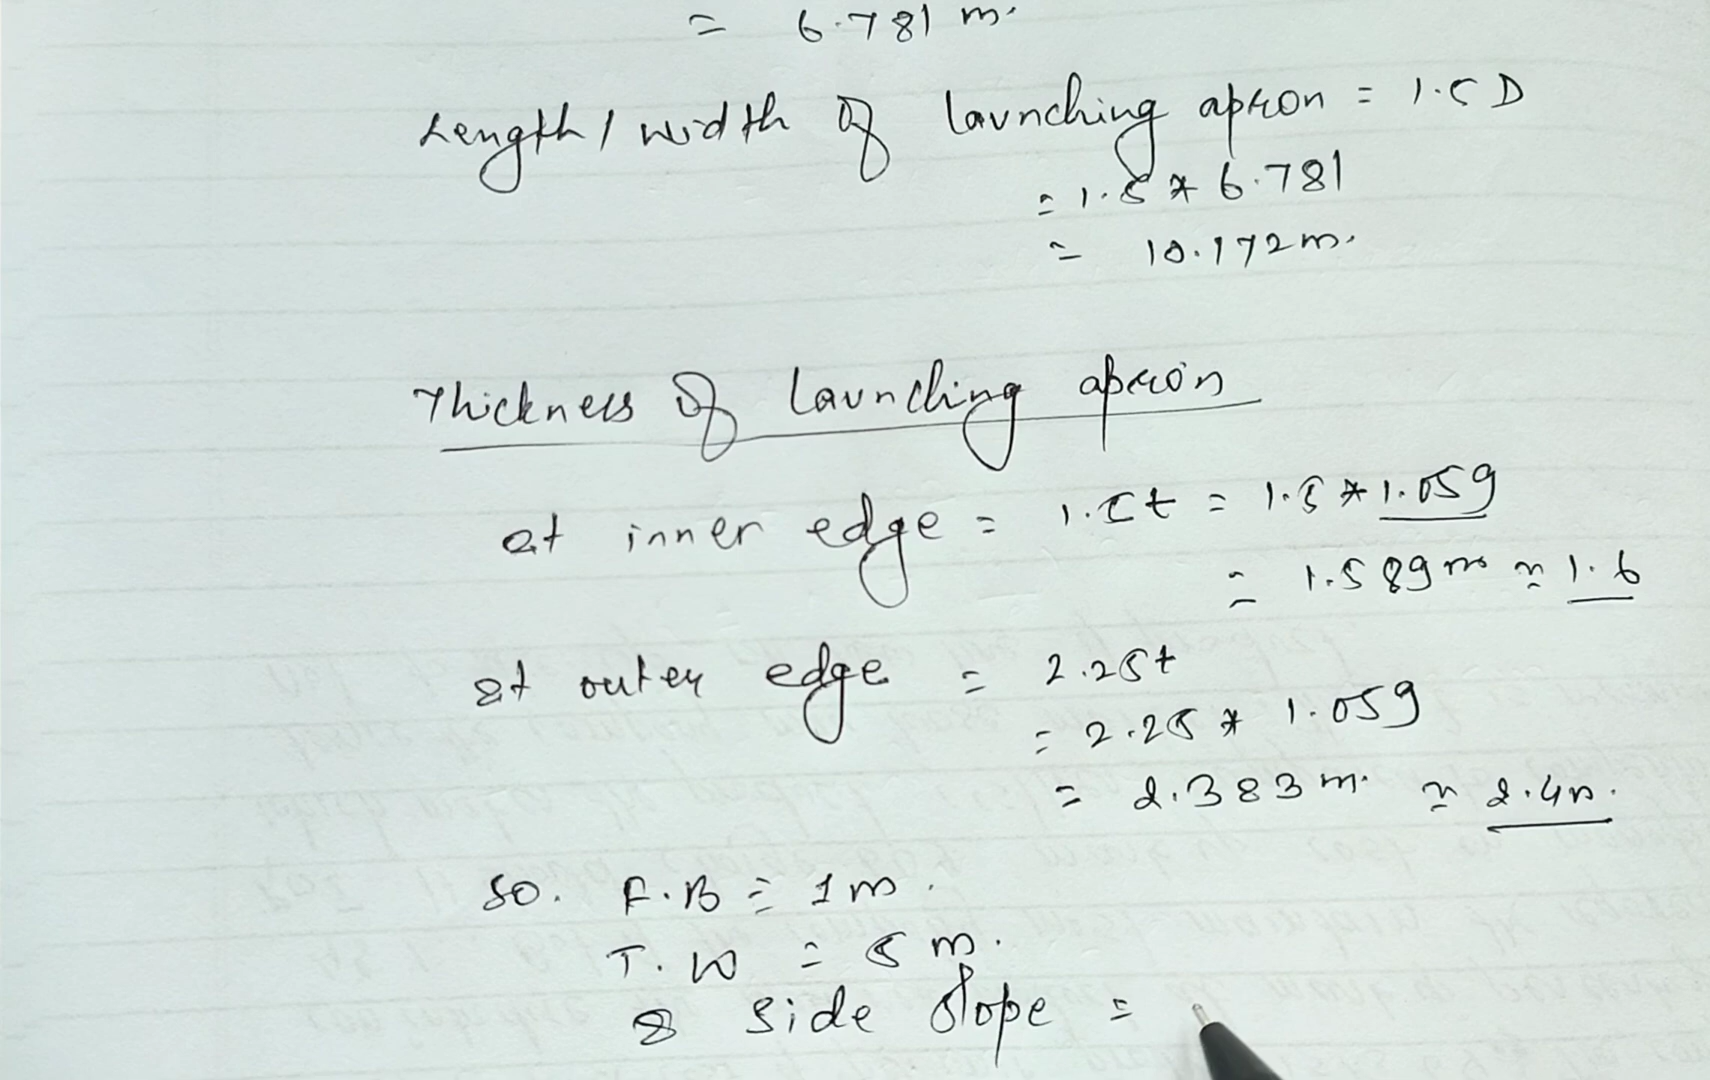 = 6.781 m.
Length / width of launching apron = 1.5 D
= 1.5 * 6.781
= 10.172 m.
Thickness of launching apron
at inner edge = 1.5t = 1.5 * 1.059
= 1.589 m ≈ 1.6
at outer edge = 2.25t
= 2.25 * 1.059
= 2.383 m. ≈ 2.4m.
so. F.B = 1 m.
T.W = 5 m.
& side slope =